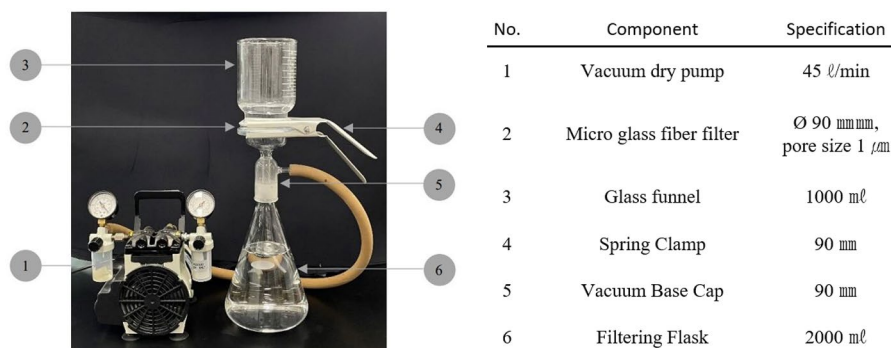 No. Component Specification
3
1 Vacuum dry pump 45 ℓ/min
2 4
2 Micro glass fiber filter Ø 90 ㎜mm,
pore size 1 ㎛
5
3 Glass funnel 1000 ㎖
4 Spring Clamp 90 ㎜
1 6
5 Vacuum Base Cap 90 ㎜
6 Filtering Flask 2000 ㎖